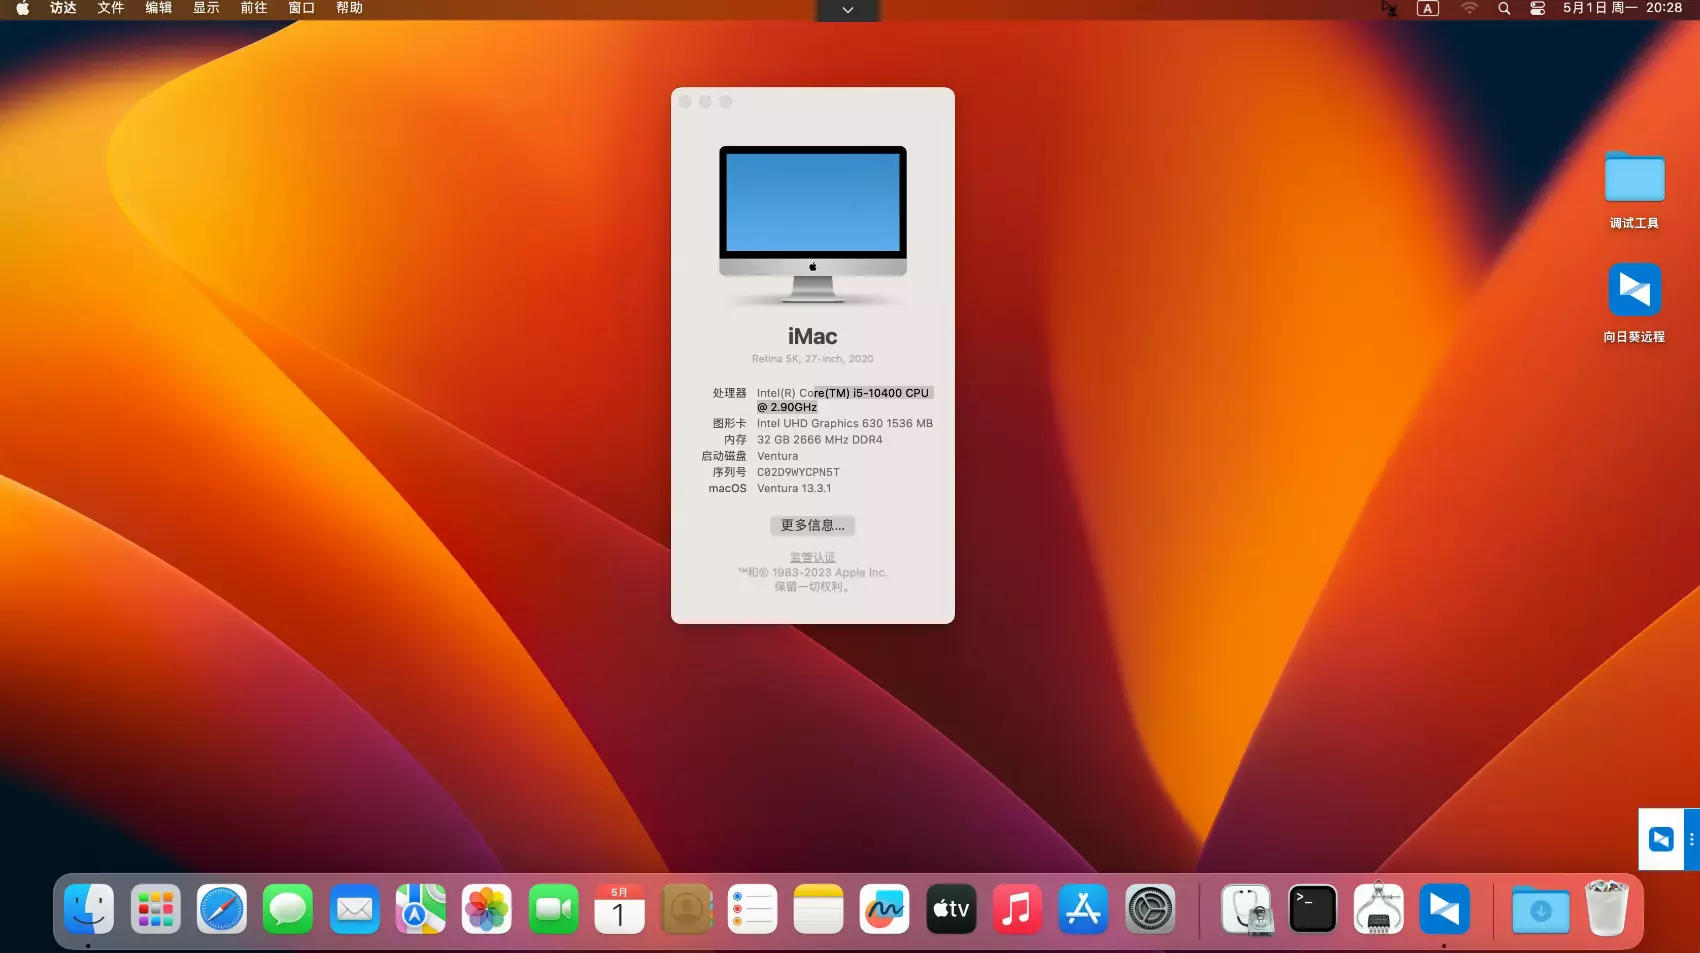 访达 文件 编辑 显示 前往 窗口 帮助
A 5月1日 周一 20:28
调试工具
向日葵远程
iMac
Retina 5K, 27-inch, 2020
处理器 Intel(R) Core(TM) i5-10400 CPU
@ 2.90GHz
图形卡 Intel UHD Graphics 630 1536 MB
内存 32 GB 2666 MHz DDR4
启动磁盘 Ventura
序列号 C02D9WYCPN5T
macOS Ventura 13.3.1
更多信息...
监管认证
™和© 1983-2023 Apple Inc.
保留一切权利。
5月
1
tv
>_